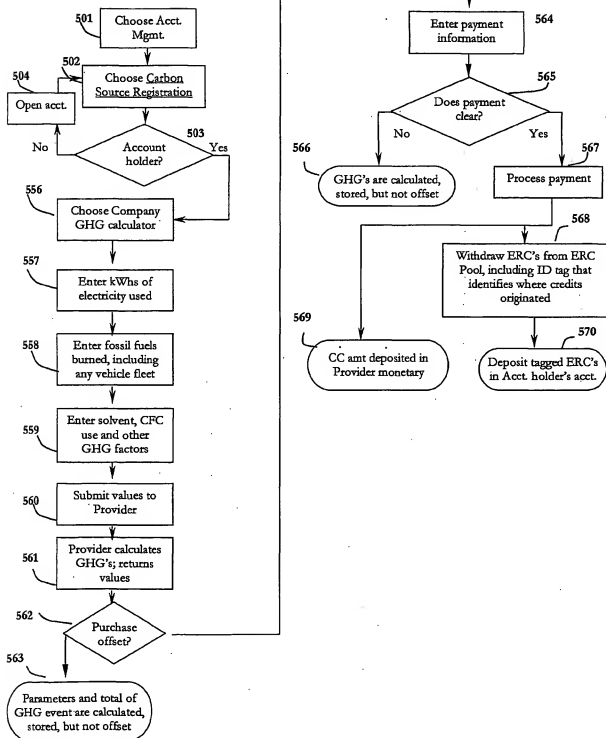 501
Choose Acct.
Mgmt.
502
Choose Carbon
Source Registration
504
Open acct.
503
No
Account
holder?
Yes
556
Choose Company
GHG calculator
557
Enter kWhs of
electricity used
558
Enter fossil fuels
burned, including
any vehicle fleet
559
Enter solvent, CFC
use and other
GHG factors
560
Submit values to
Provider
561
Provider calculates
GHG's; returns
values
562
Purchase
offset?
563
Parameters and total of
GHG event are calculated,
stored, but not offset
564
Enter payment
information
565
Does payment
clear?
No
Yes
566
GHG's are calculated,
stored, but not offset
567
Process payment
568
Withdraw ERC's from ERC
Pool, including ID tag that
identifies where credits
originated
569
CC amt deposited in
Provider monetary
570
Deposit tagged ERC's
in Acct. holder's acct.